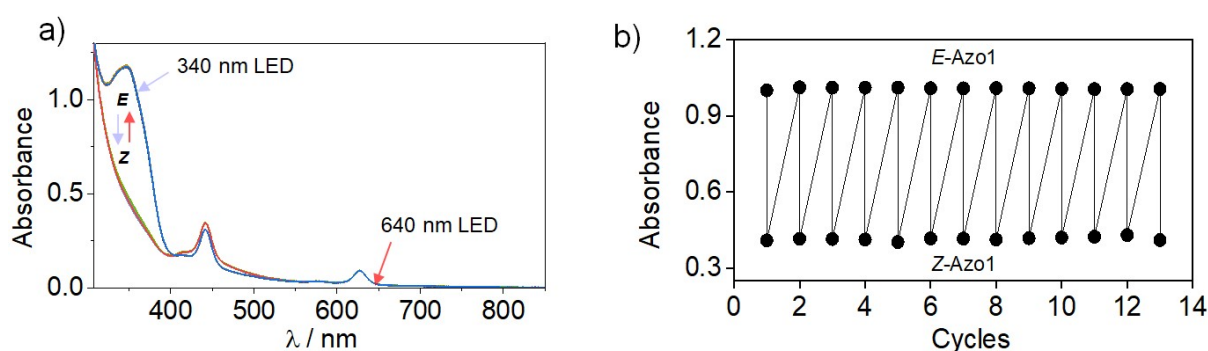 a)
Absorbance
1.0
0.5
0.0
340 nm LED
E
Z
640 nm LED
400 500 600 700 800
λ / nm
b)
Absorbance
1.2
0.9
0.6
0.3
E-Azo1
Z-Azo1
0 2 4 6 8 10 12 14
Cycles